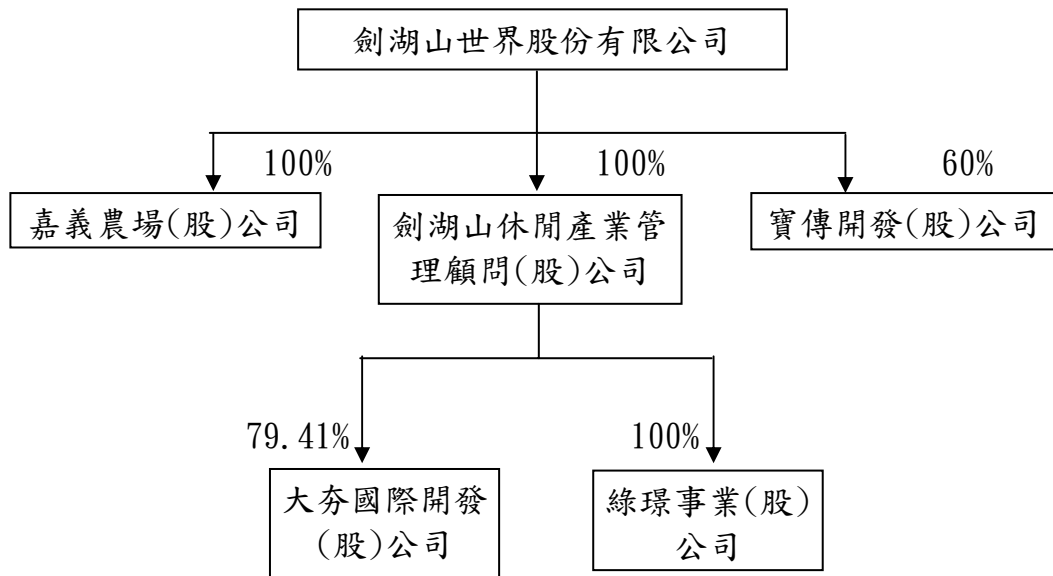 劍湖山世界股份有限公司
100%
100%
60%
嘉義農場(股)公司
劍湖山休閒產業管
理顧問(股)公司
寶傳開發(股)公司
79.41%
100%
大夯國際開發
(股)公司
綠環事業(股)
公司